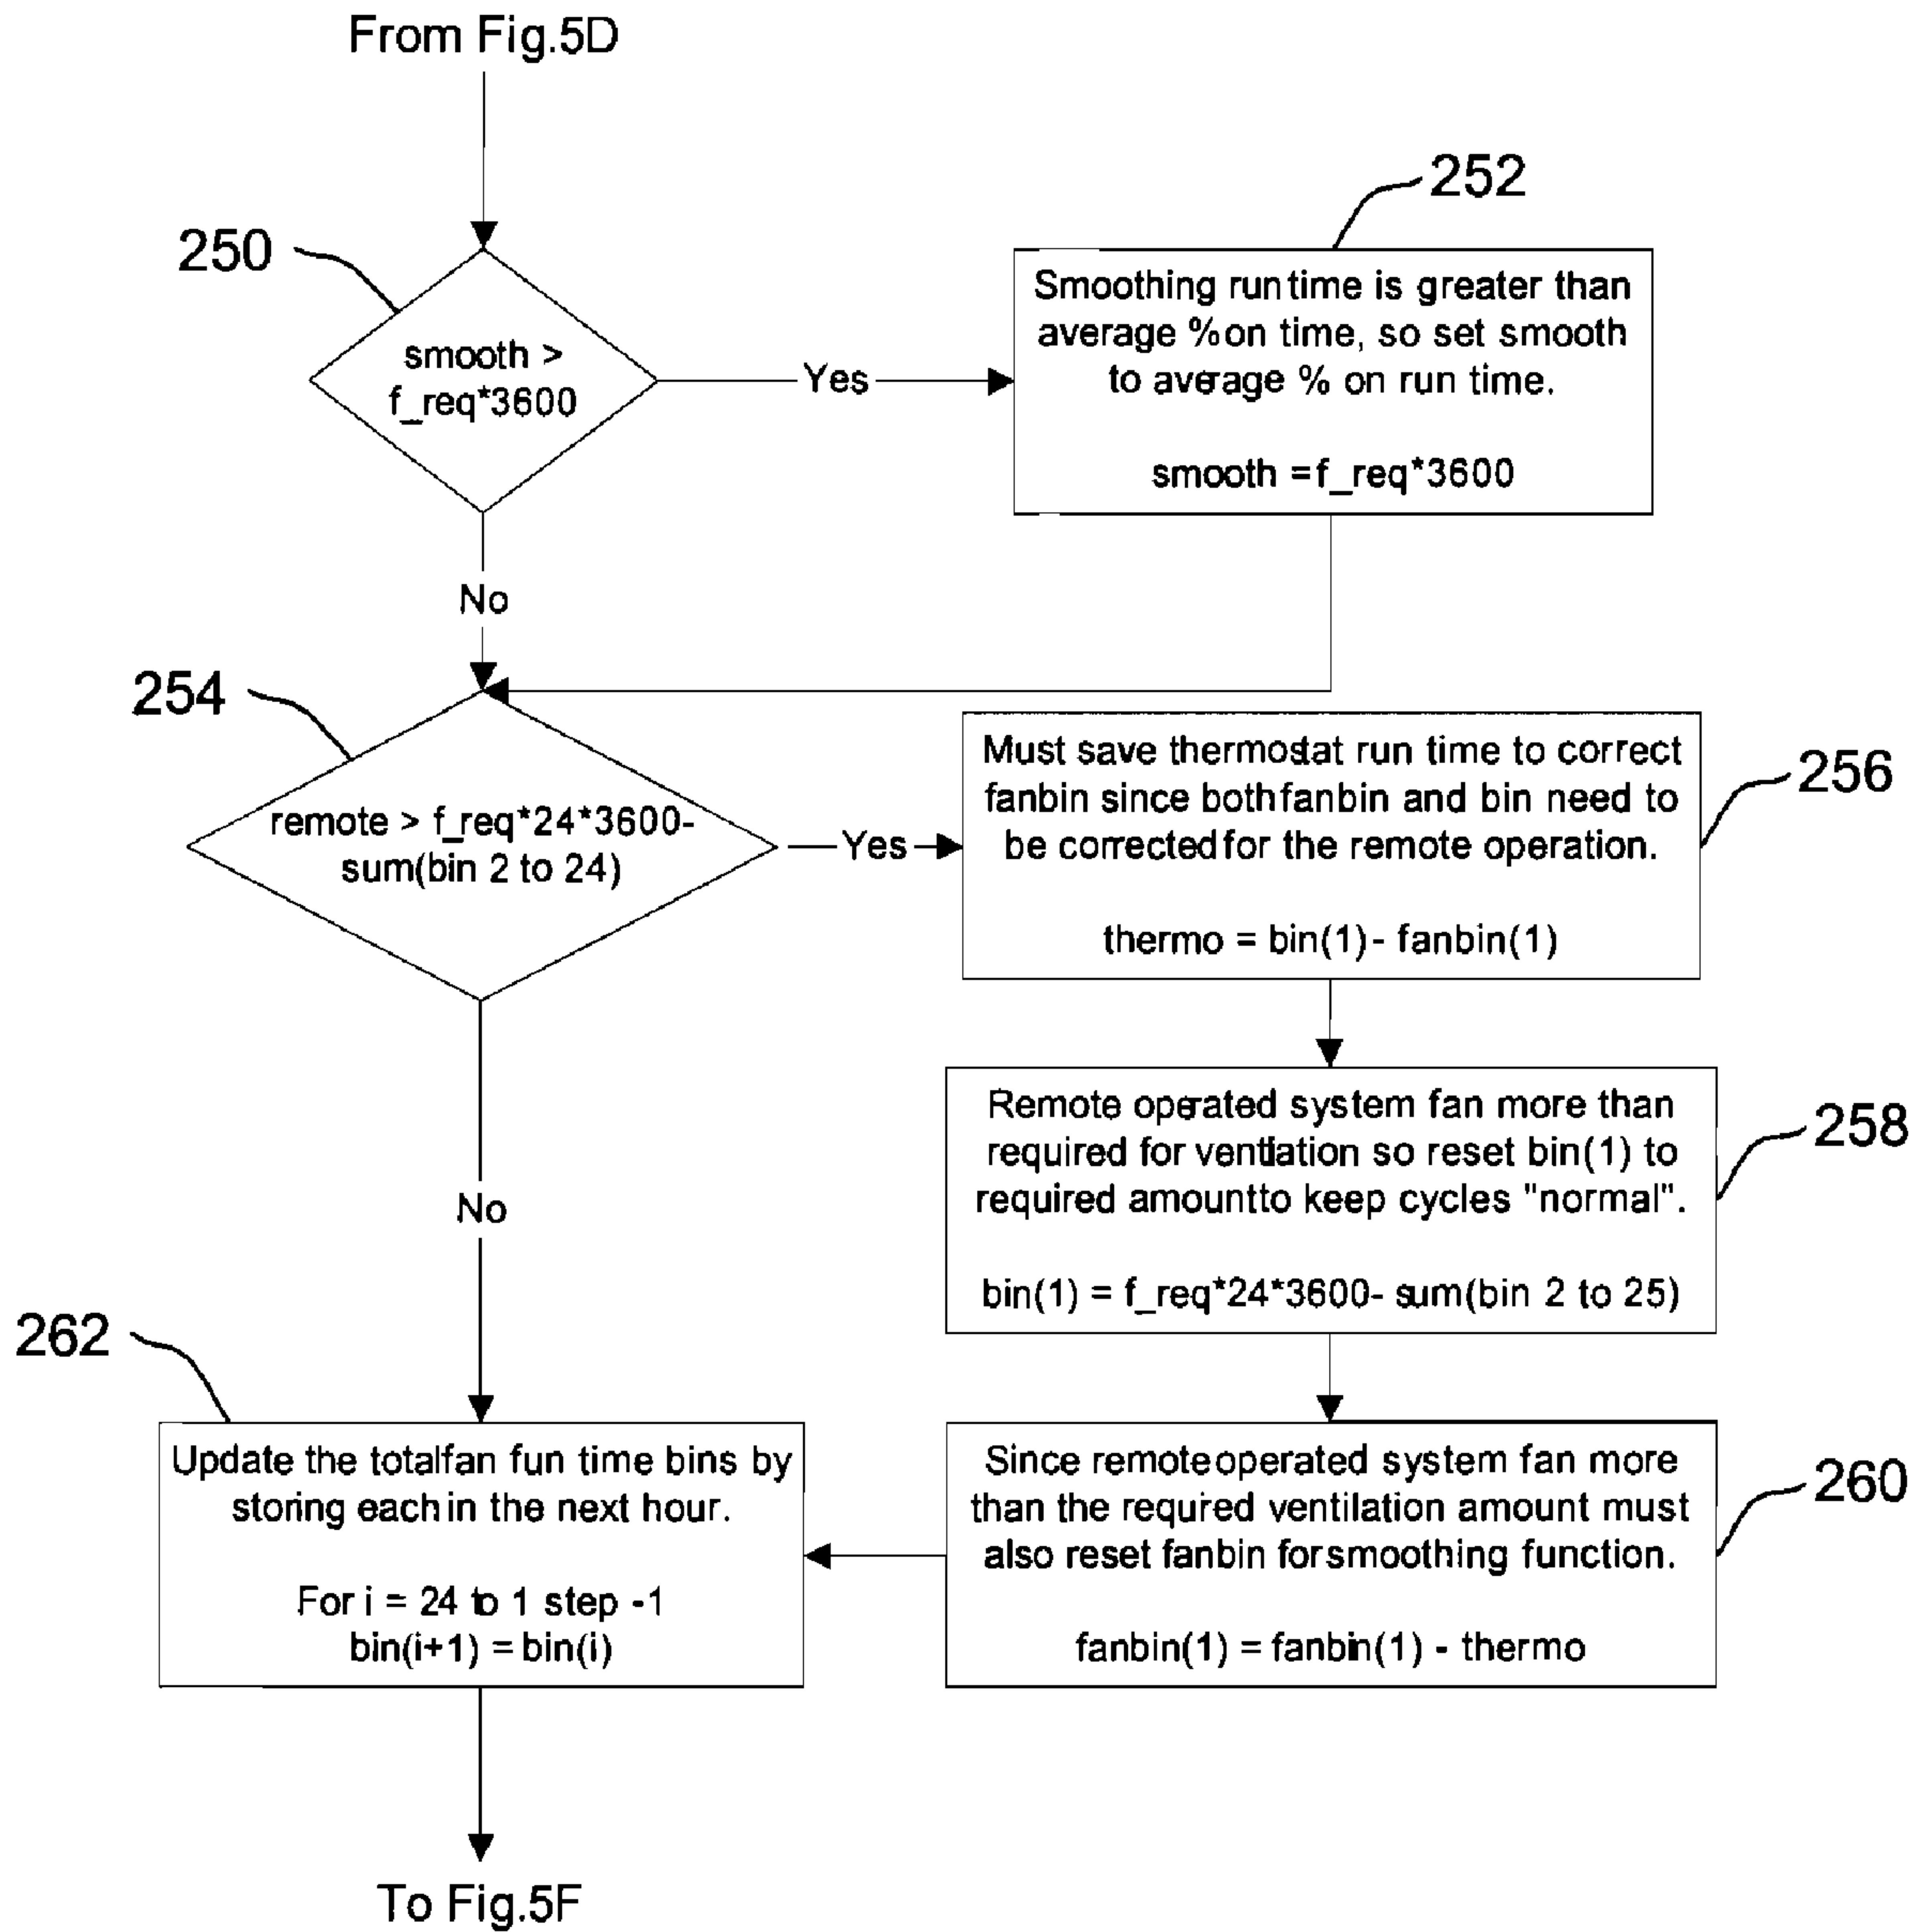 From Fig.5D
250
smooth >
f_req*3600
Yes
252
Smoothing run time is greater than
average % on time, so set smooth
to average % on run time.
smooth = f_req*3600
No
254
remote > f_req*24*3600-
sum(bin 2 to 24)
Yes
256
Must save thermostat run time to correct
fanbin since both fanbin and bin need to
be corrected for the remote operation.
thermo = bin(1) - fanbin(1)
258
Remote operated system fan more than
required for ventilation so reset bin(1) to
required amount to keep cycles "normal".
bin(1) = f_req*24*3600- sum(bin 2 to 25)
No
262
Update the total fan fun time bins by
storing each in the next hour.
For i = 24 to 1 step -1
bin(i+1) = bin(i)
260
Since remote operated system fan more
than the required ventilation amount must
also reset fanbin for smoothing function.
fanbin(1) = fanbin(1) - thermo
To Fig.5F